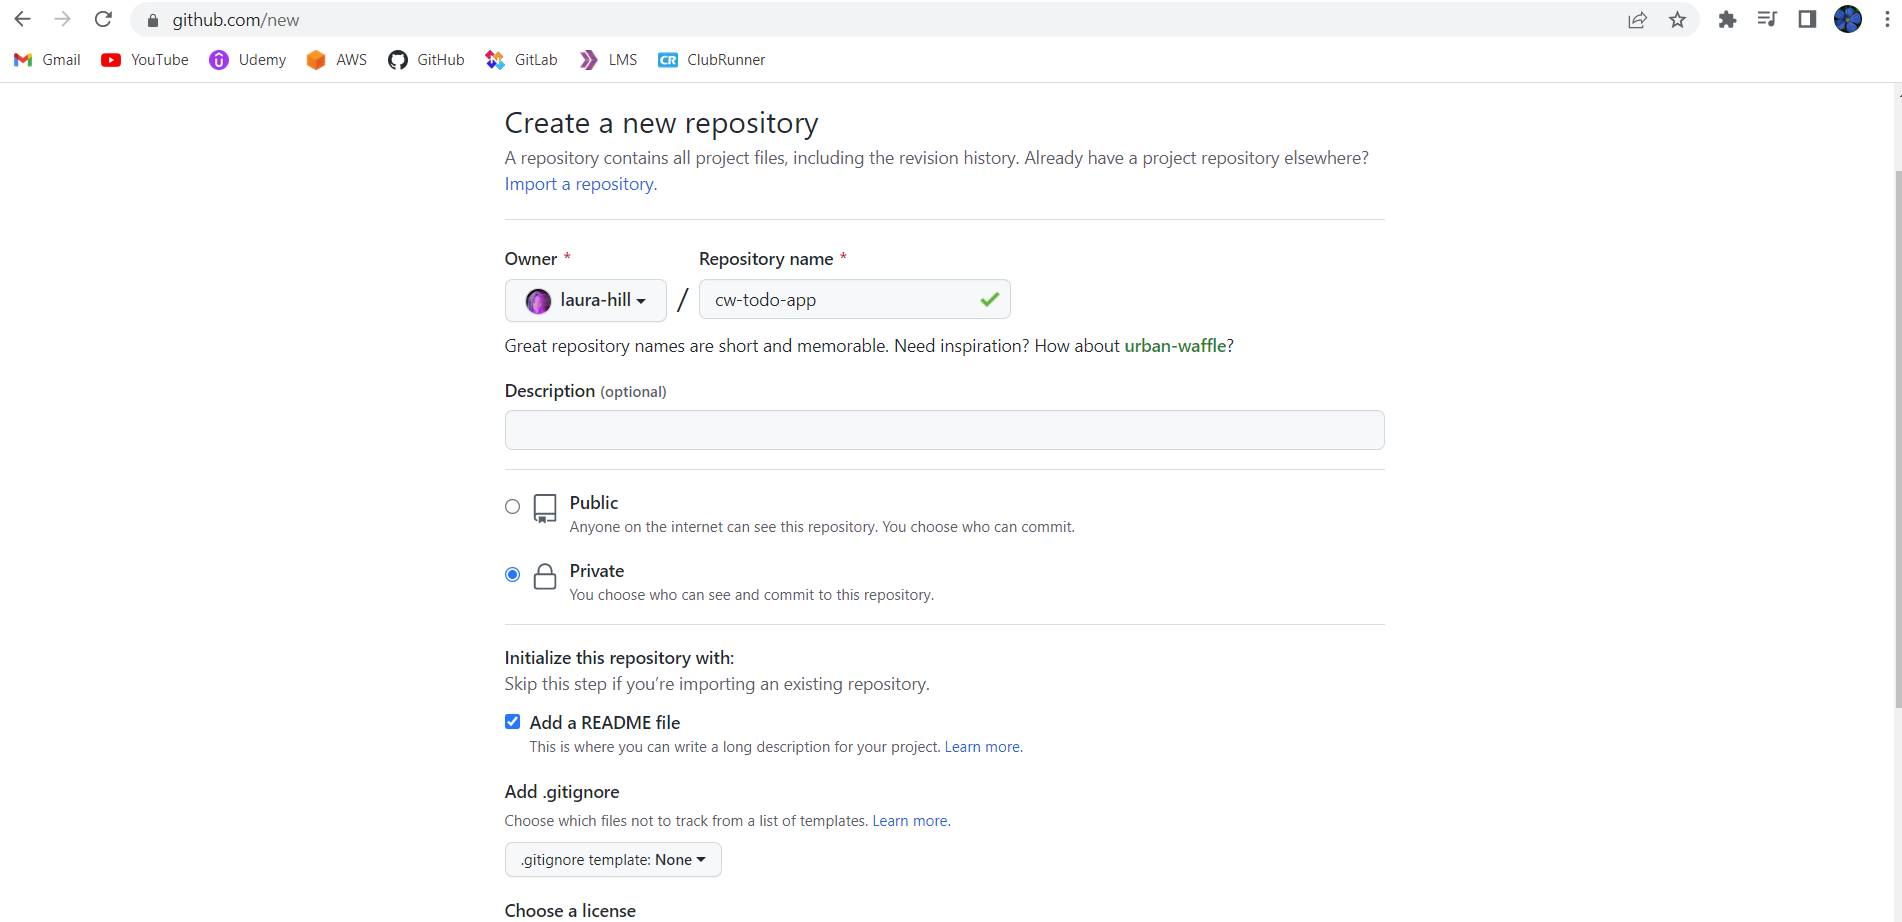 github.com/new
Gmail YouTube Udemy AWS GitHub GitLab LMS CR ClubRunner
Create a new repository
A repository contains all project files, including the revision history. Already have a project repository elsewhere?
Import a repository.
Owner * Repository name *
laura-hill / cw-todo-app
Great repository names are short and memorable. Need inspiration? How about urban-waffle?
Description (optional)
Public
Anyone on the internet can see this repository. You choose who can commit.
Private
You choose who can see and commit to this repository.
Initialize this repository with:
Skip this step if you’re importing an existing repository.
Add a README file
This is where you can write a long description for your project. Learn more.
Add .gitignore
Choose which files not to track from a list of templates. Learn more.
.gitignore template: None
Choose a license